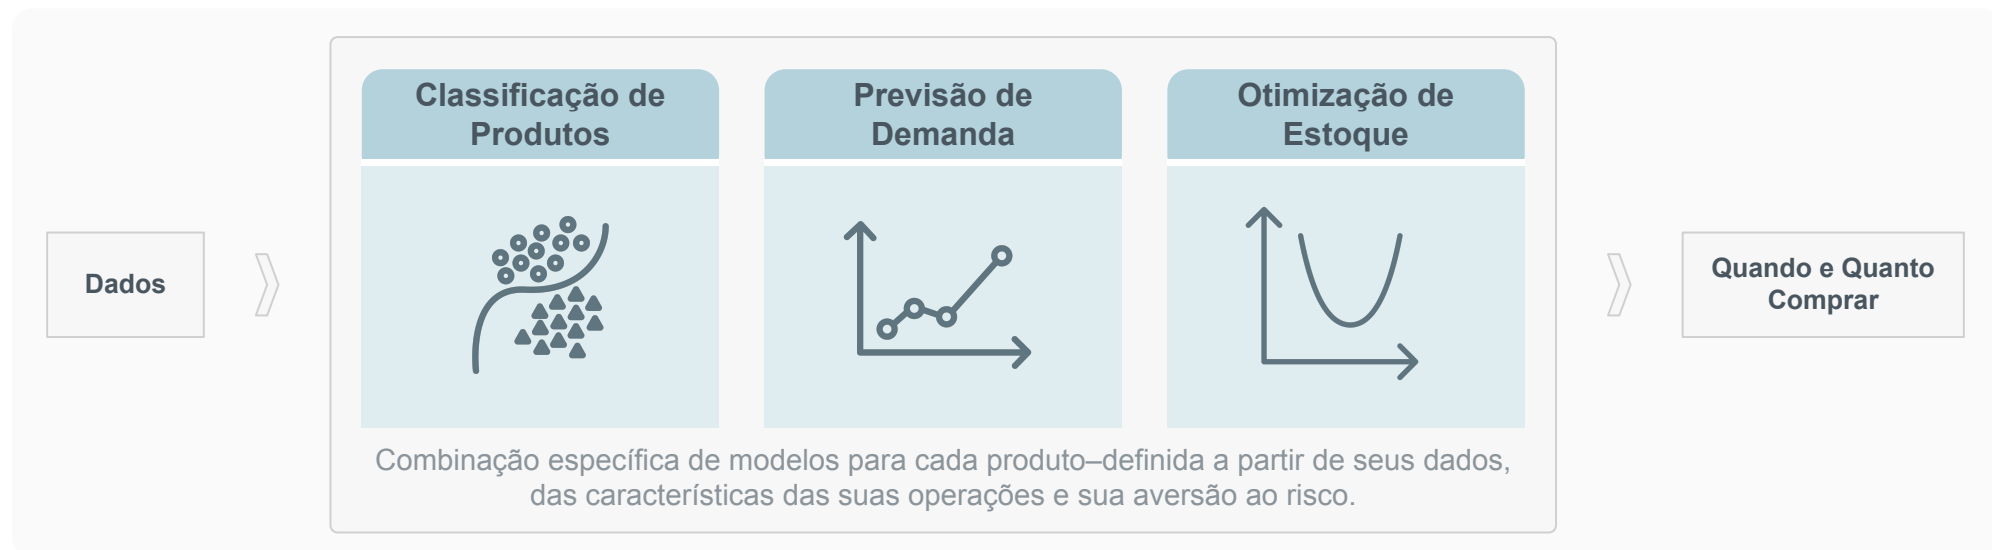 Dados
Classificação de
Produtos
Previsão de
Demanda
Otimização de
Estoque
Combinação específica de modelos para cada produto–definida a partir de seus dados,
das características das suas operações e sua aversão ao risco.
Quando e Quanto
Comprar